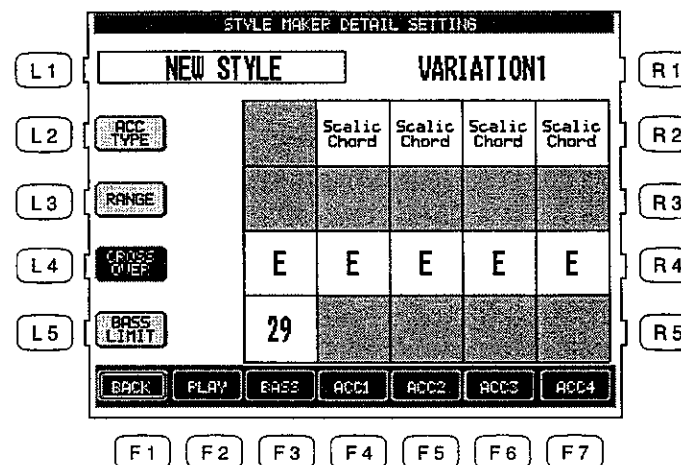 STYLE MAKER DETAIL SETTING
L1 NEW STYLE VARIATION1 R1
L2 ACC TYPE Scalic Chord Scalic Chord Scalic Chord Scalic Chord R2
L3 RANGE R3
L4 CROSS OVER E E E E E R4
L5 BASS LIMIT 29 R5
BACK PLAY BASS ACC1 ACC2 ACC3 ACC4
F1 F2 F3 F4 F5 F6 F7